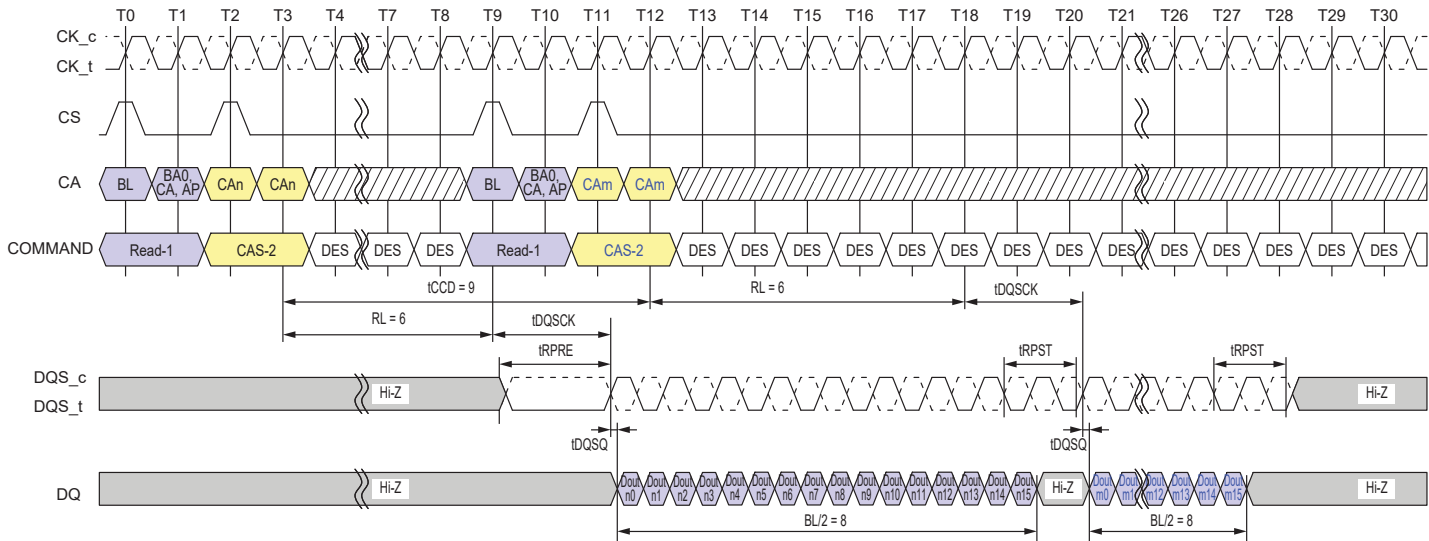 T0 T1 T2 T3 T4 T7 T8 T9 T10 T11 T12 T13 T14 T15 T16 T17 T18 T19 T20 T21 T26 T27 T28 T29 T30
CK_c
CK_t
CS
CA BL BA0, CA, AP CAn CAn BL BA0, CA, AP CAm CAm
COMMAND Read-1 CAS-2 DES DES DES Read-1 CAS-2 DES DES DES DES DES DES DES DES DES DES DES DES DES DES
tCCD = 9 RL = 6 tDQSCK
RL = 6 tDQSCK
tRPRE tRPST tRPST
DQS_c
DQS_t
Hi-Z Hi-Z
tDQSQ tDQSQ
DQ Hi-Z Dout n0 Dout n1 Dout n2 Dout n3 Dout n4 Dout n5 Dout n6 Dout n7 Dout n8 Dout n9 Dout n10 Dout n11 Dout n12 Dout n13 Dout n14 Dout n15 Hi-Z Dout m0 Dout m1 Dout m12 Dout m13 Dout m14 Dout m15 Hi-Z
BL/2 = 8 BL/2 = 8